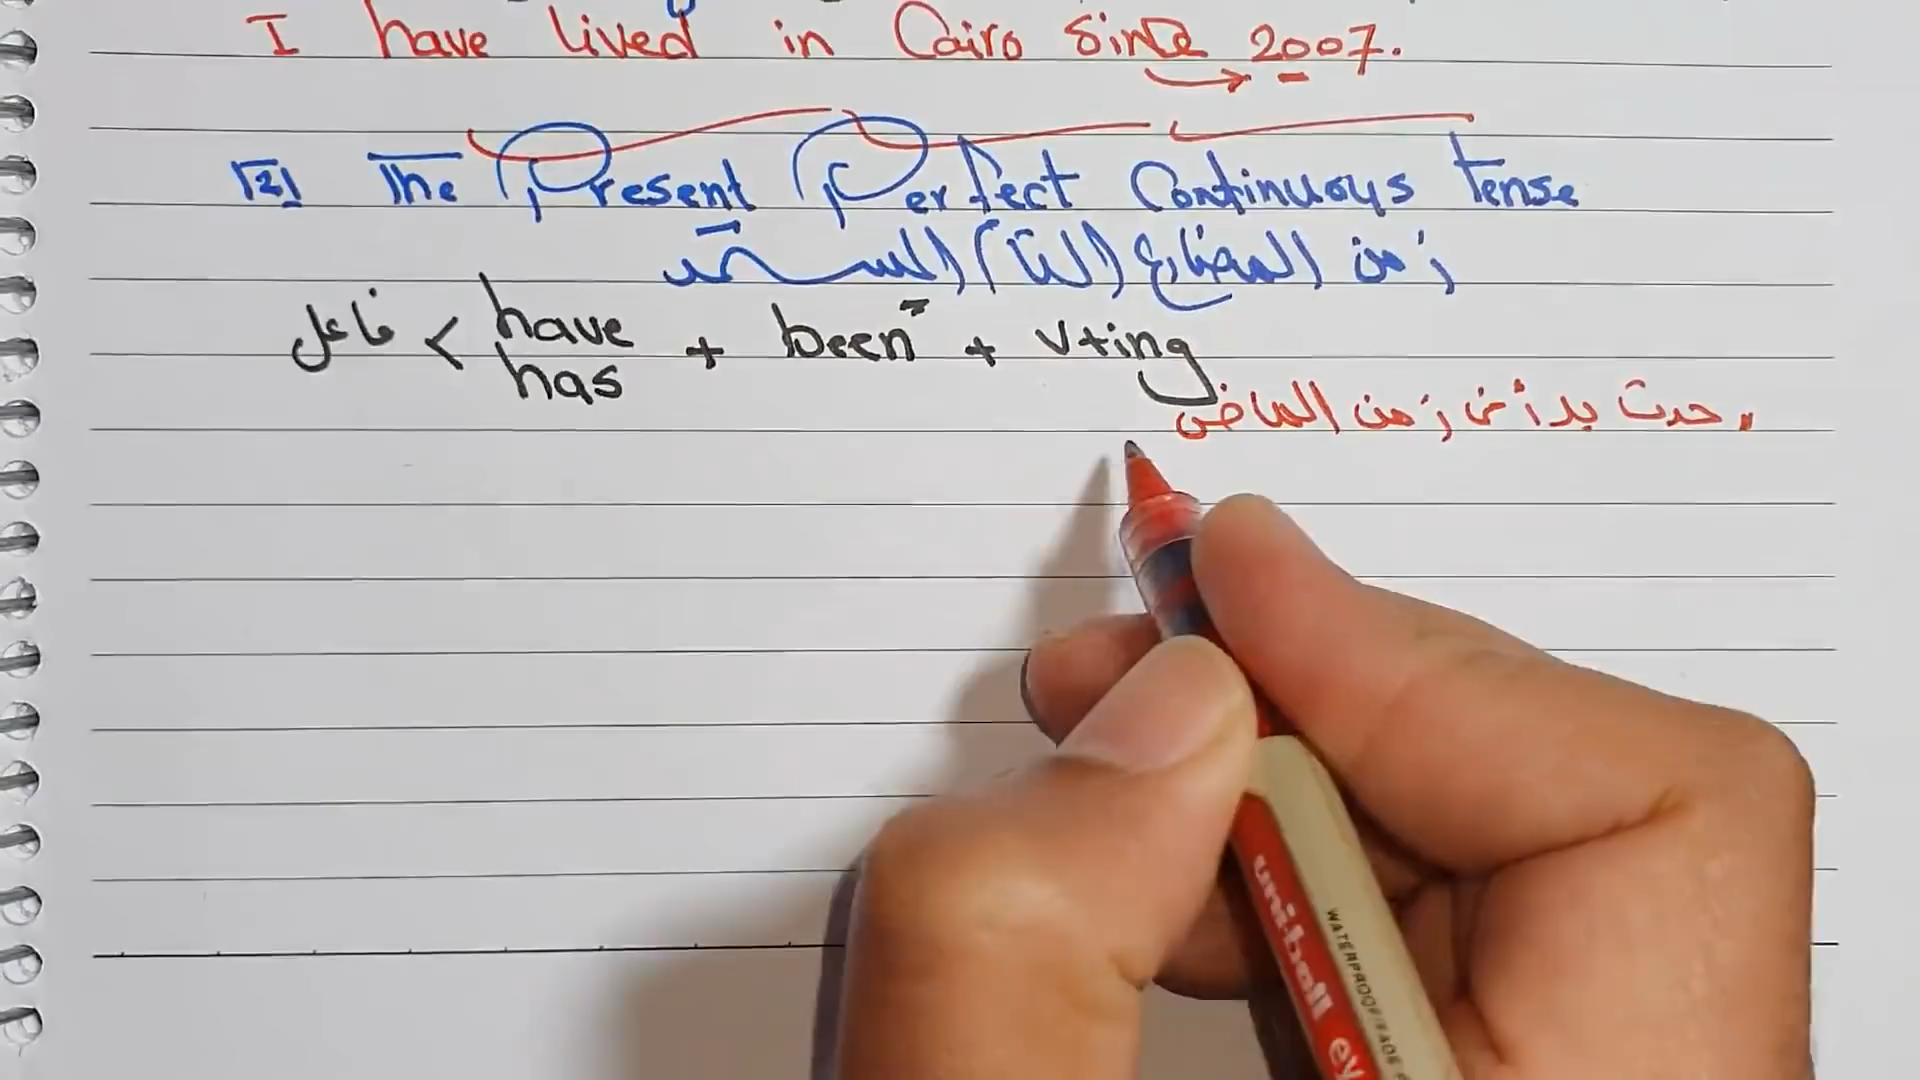 I have lived in Cairo Since 2007.
[2] The Present Perfect Continuous Tense
زمن المضارع التام المستمر
فاعل < have
has + been + v+ing
حدث بدأ في زمن الماضي
uniball ey
WATERPROOF/FADE